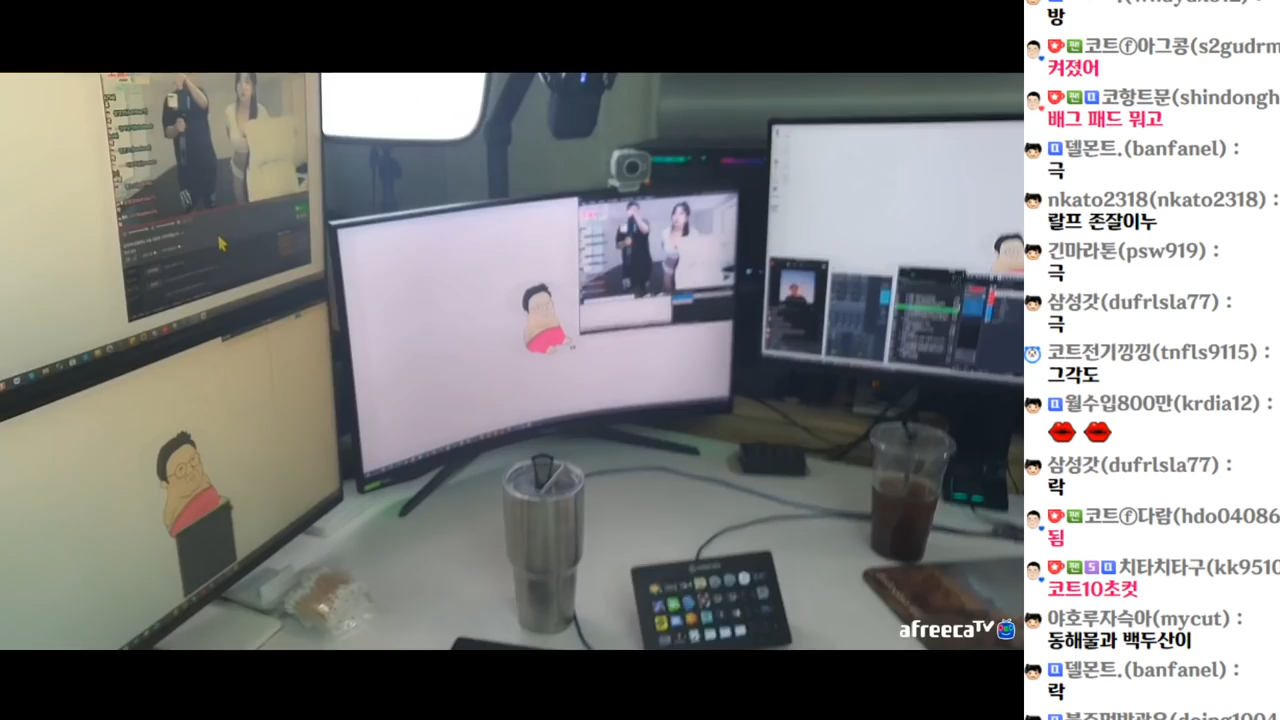 방
코트ⓕ아그콩(s2gudrm
켜졌어
코항트문(shindongh
배그 패드 뭐고
델몬트.(banfanel) :
극
nkato2318(nkato2318) :
랄프 존잘이누
긴마라톤(psw919) :
극
삼성갓(dufrlsla77) :
극
코트전기낑낑(tnfls9115) :
그각도
월수입800만(krdia12) :
삼성갓(dufrlsla77) :
락
코트ⓕ다람(hdo04086
됨
치타치타구(kk9510
코트10초컷
야호루자슥아(mycut) :
동해물과 백두산이
델몬트.(banfanel) :
락
afreecaTV